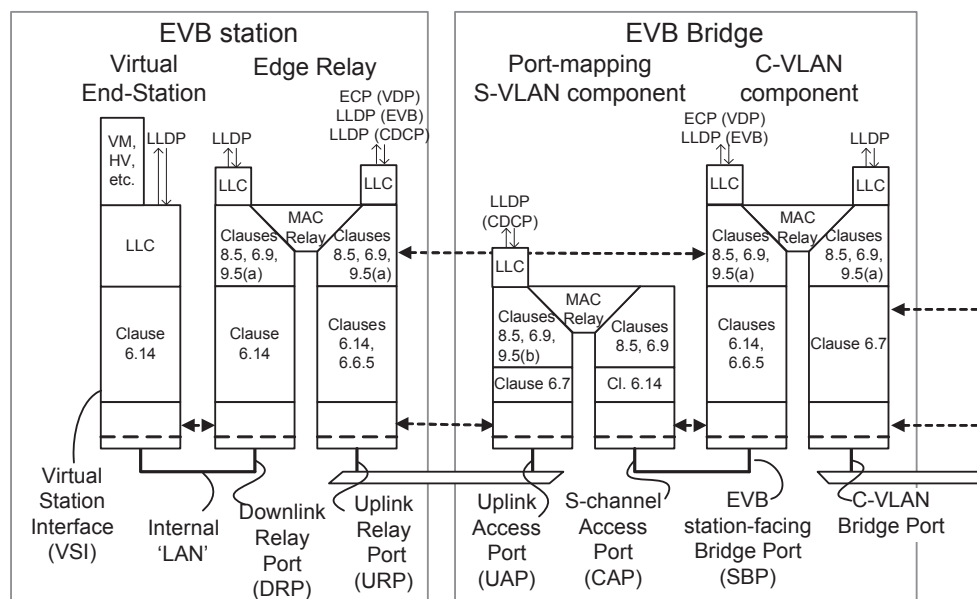 EVB station
EVB Bridge
Virtual
End-Station
Edge Relay
Port-mapping
S-VLAN component
C-VLAN
component
VM,
HV,
etc.
LLDP
LLDP
ECP (VDP)
LLDP (EVB)
LLDP (CDCP)
LLDP
(CDCP)
ECP (VDP)
LLDP (EVB)
LLDP
LLC
LLC
LLC
LLC
LLC
LLC
MAC
Relay
MAC
Relay
MAC
Relay
Clauses
8.5, 6.9,
9.5(a)
Clauses
8.5, 6.9,
9.5(a)
Clauses
8.5, 6.9,
9.5(b)
Clauses
8.5, 6.9
Clauses
8.5, 6.9,
9.5(a)
Clauses
8.5, 6.9,
9.5(a)
Clause
6.14
Clause
6.14
Clauses
6.14,
6.6.5
Clause 6.7
Cl. 6.14
Clauses
6.14,
6.6.5
Clause 6.7
Virtual
Station
Interface
(VSI)
Internal
‘LAN’
Downlink
Relay
Port
(DRP)
Uplink
Relay
Port
(URP)
Uplink
Access
Port
(UAP)
S-channel
Access
Port
(CAP)
EVB
station-facing
Bridge Port
(SBP)
C-VLAN
Bridge Port